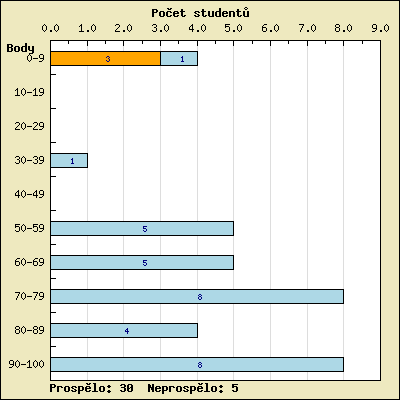 Počet studentů
0.0 1.0 2.0 3.0 4.0 5.0 6.0 7.0 8.0 9.0
Body
0-9 3 1
10-19
20-29
30-39 1
40-49
50-59 5
60-69 5
70-79 8
80-89 4
90-100 8
Prospělo: 30 Neprospělo: 5